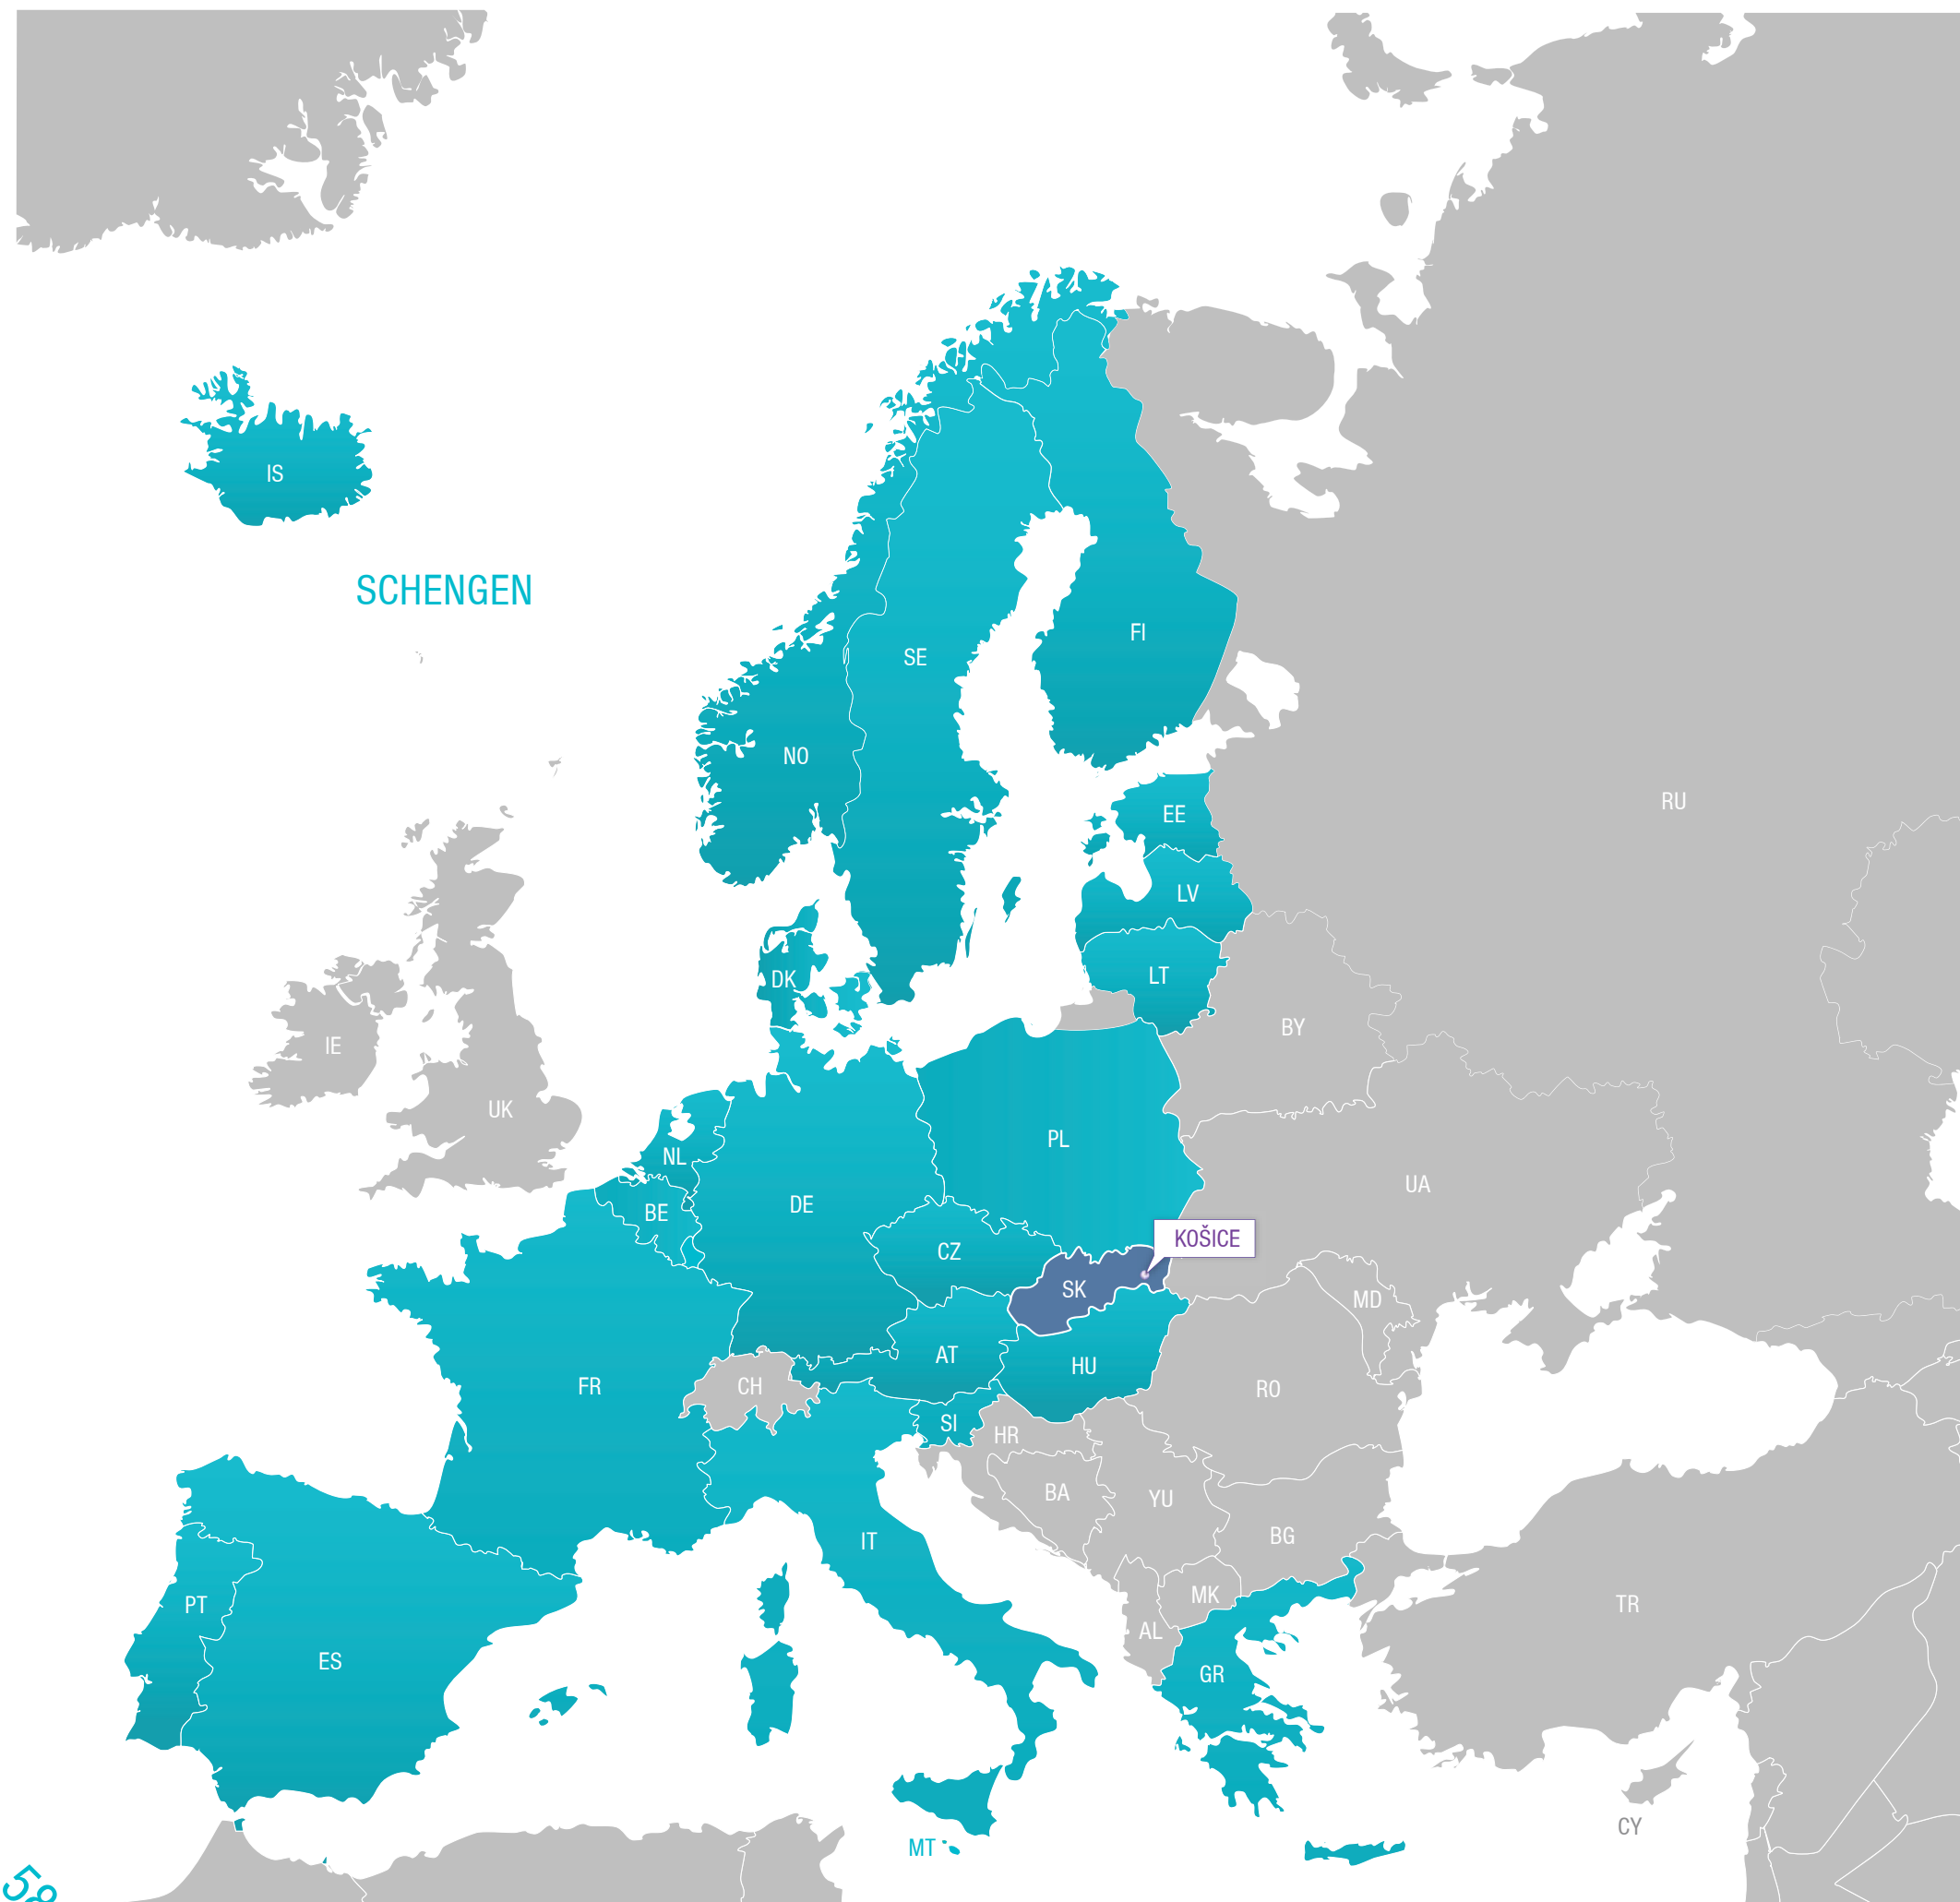 IS
SCHENGEN
FI
SE
NO
RU
EE
LV
LT
DK
BY
IE
UK
PL
NL
UA
DE
BE
KOŠICE
CZ
SK
MD
AT
HU
FR
CH
RO
SI
HR
BA
YU
BG
IT
MK
PT
TR
AL
ES
GR
CY
MT
58